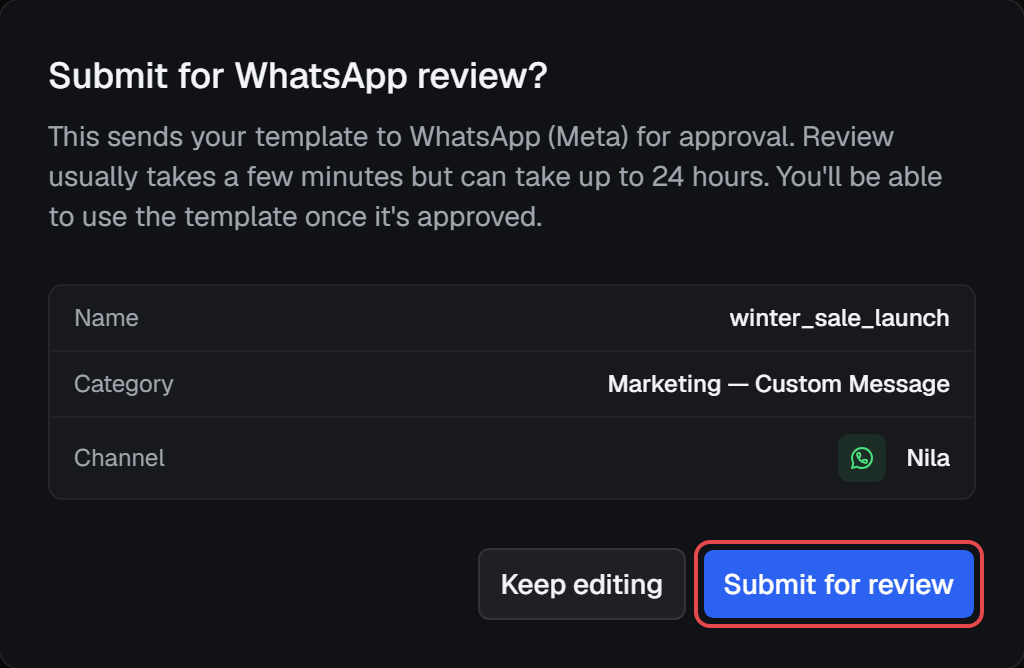 Submit for WhatsApp review?
This sends your template to WhatsApp (Meta) for approval. Review
usually takes a few minutes but can take up to 24 hours. You'll be able
to use the template once it's approved.
Name winter_sale_launch
Category Marketing — Custom Message
Channel Nila
Keep editing Submit for review